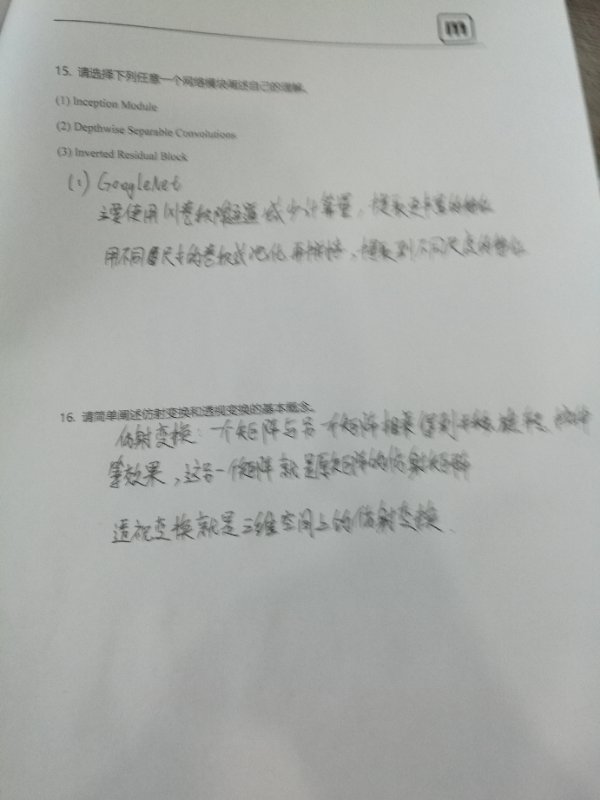 m
15. 请选择下列任意一个网络模块阐述自己的理解。
(1) Inception Module
(2) Depthwise Separable Convolutions
(3) Inverted Residual Block
(1) GoogleNet
主要使用1×1卷积降通道减少计算量,提取更丰富的特征
用不同尺寸的卷积或池化再拼接,提取到不同尺度的特征
16. 请简单阐述仿射变换和透视变换的基本概念。
仿射变换:一个矩阵与另一个矩阵相乘得到平移、旋转、
等效果,这另一个矩阵就是原矩阵的仿射矩阵
透视变换就是三维空间上的仿射变换.